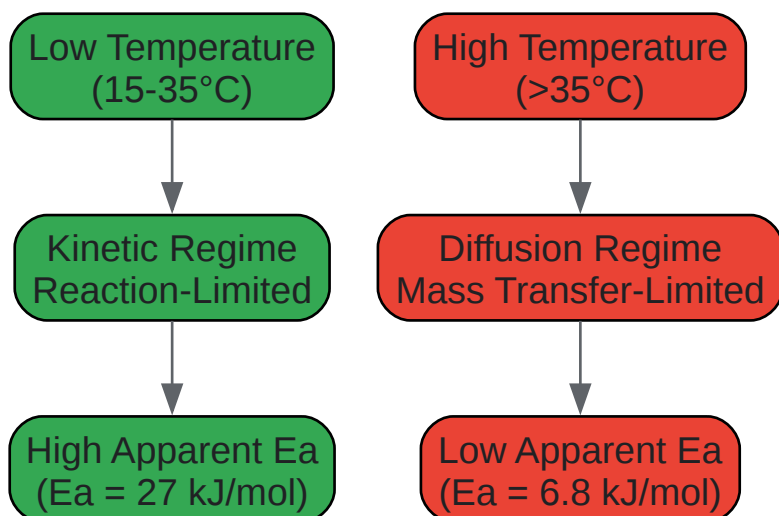 Low Temperature
(15-35°C)
Kinetic Regime
Reaction-Limited
High Apparent Ea
(Ea = 27 kJ/mol)
High Temperature
(>35°C)
Diffusion Regime
Mass Transfer-Limited
Low Apparent Ea
(Ea = 6.8 kJ/mol)